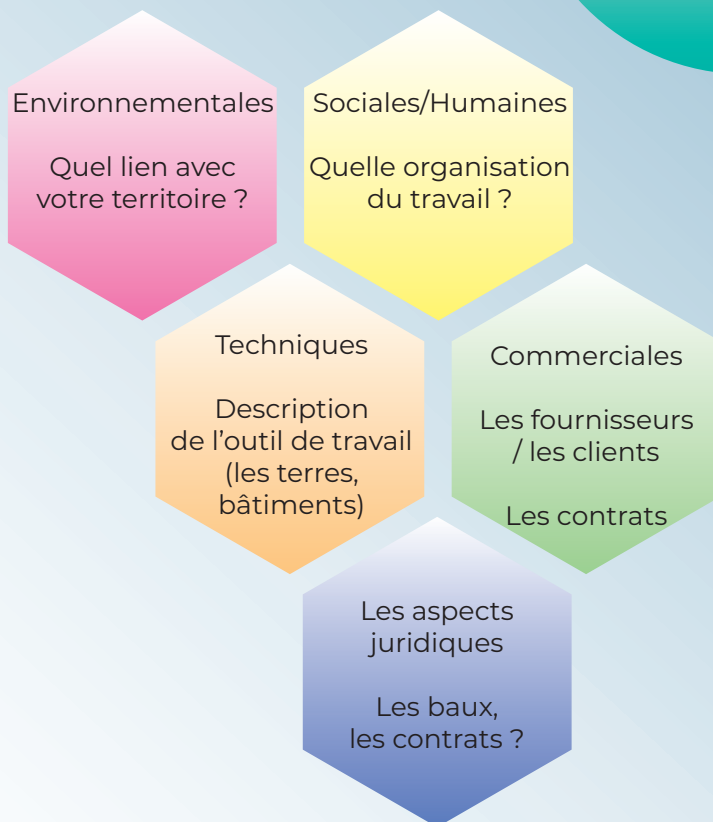 Environnementales
Quel lien avec
votre territoire ?
Sociales/Humaines
Quelle organisation
du travail ?
Techniques
Description
de l’outil de travail
(les terres,
bâtiments)
Commerciales
Les fournisseurs
/ les clients
Les contrats
Les aspects
juridiques
Les baux,
les contrats ?